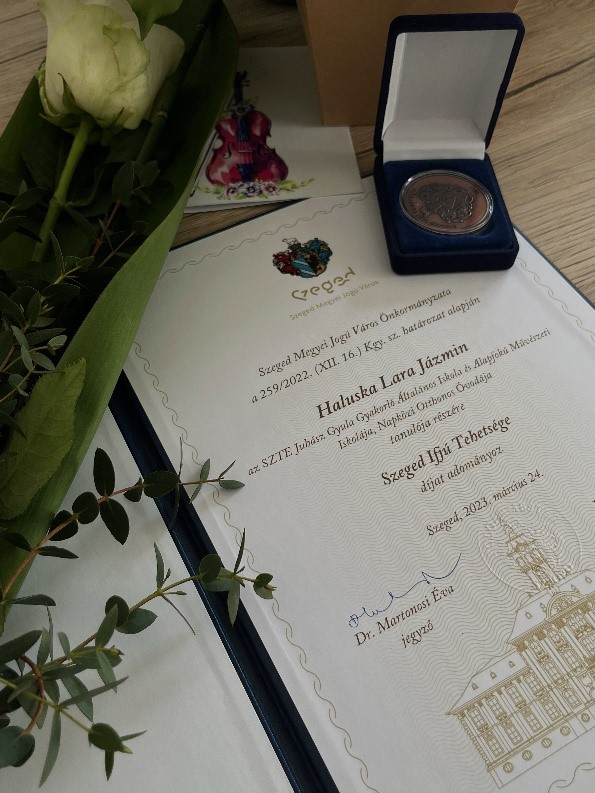 Szeged
Szeged Megyei Jogú Város
Szeged Megyei Jogú Város Önkormányzata
a 259/2022. (XII. 16.) Kgy. sz. határozat alapján
Haluska Lara Jázmin
az SZTE Juhász Gyula Gyakorló Általános Iskola és Alapfokú Művészeti
Iskolája, Napközi Otthonos Óvodája
tanulója részére
Szeged Ifjú Tehetsége
díjat adományoz
Szeged, 2023. március 24.
Dr. Martonosi Éva
jegyző